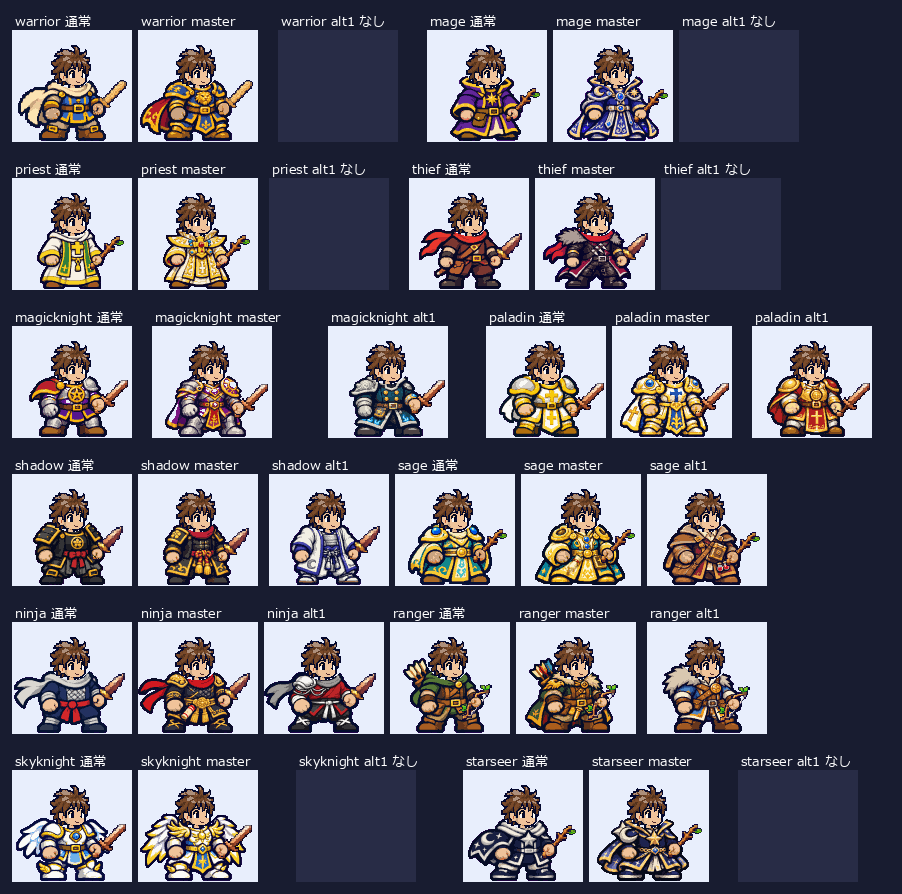 warrior 通常 warrior master warrior alt1 なし mage 通常 mage master mage alt1 なし
priest 通常 priest master priest alt1 なし thief 通常 thief master thief alt1 なし
magicknight 通常 magicknight master magicknight alt1 paladin 通常 paladin master paladin alt1
shadow 通常 shadow master shadow alt1 sage 通常 sage master sage alt1
ninja 通常 ninja master ninja alt1 ranger 通常 ranger master ranger alt1
skyknight 通常 skyknight master skyknight alt1 なし starseer 通常 starseer master starseer alt1 なし